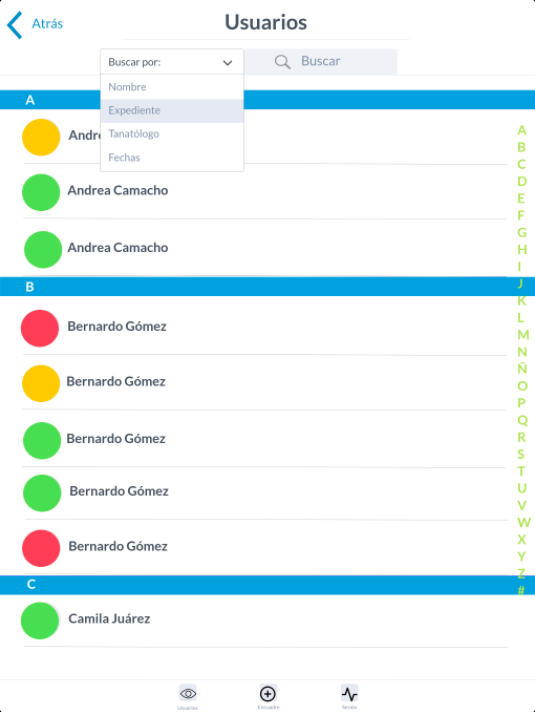 Atrás
Usuarios
Buscar por:
Buscar
Nombre
Expediente
Tanatólogo
Fechas
A
Andre
Andrea Camacho
Andrea Camacho
B
Bernardo Gómez
Bernardo Gómez
Bernardo Gómez
Bernardo Gómez
Bernardo Gómez
C
Camila Juárez
A
B
C
D
E
F
G
H
I
J
K
L
M
N
Ñ
O
P
Q
R
S
T
U
V
W
X
Y
Z
#
Usuarios
Encuadre
Sesión